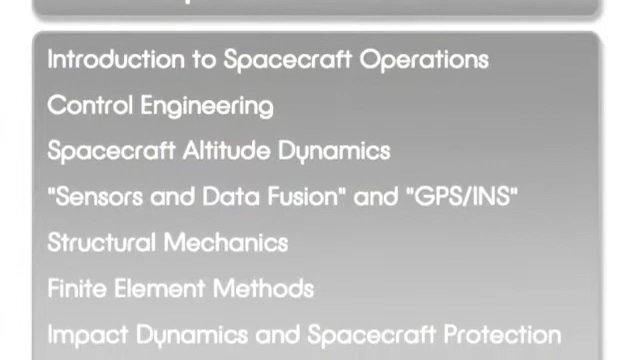 Introduction to Spacecraft Operations
Control Engineering
Spacecraft Altitude Dynamics
"Sensors and Data Fusion" and "GPS/INS"
Structural Mechanics
Finite Element Methods
Impact Dynamics and Spacecraft Protection